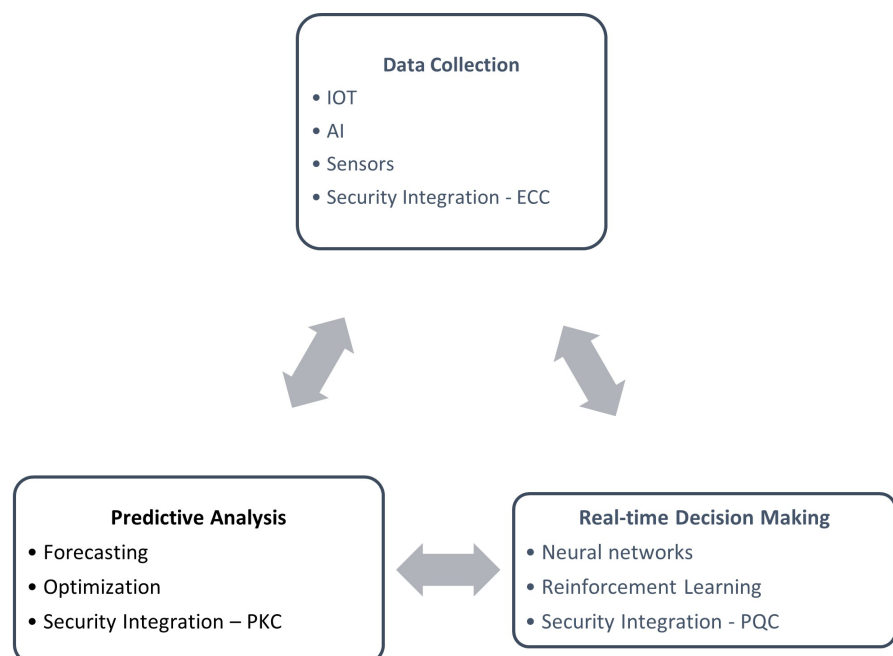 Data Collection
• IOT
• AI
• Sensors
• Security Integration - ECC
Predictive Analysis
• Forecasting
• Optimization
• Security Integration – PKC
Real-time Decision Making
• Neural networks
• Reinforcement Learning
• Security Integration - PQC